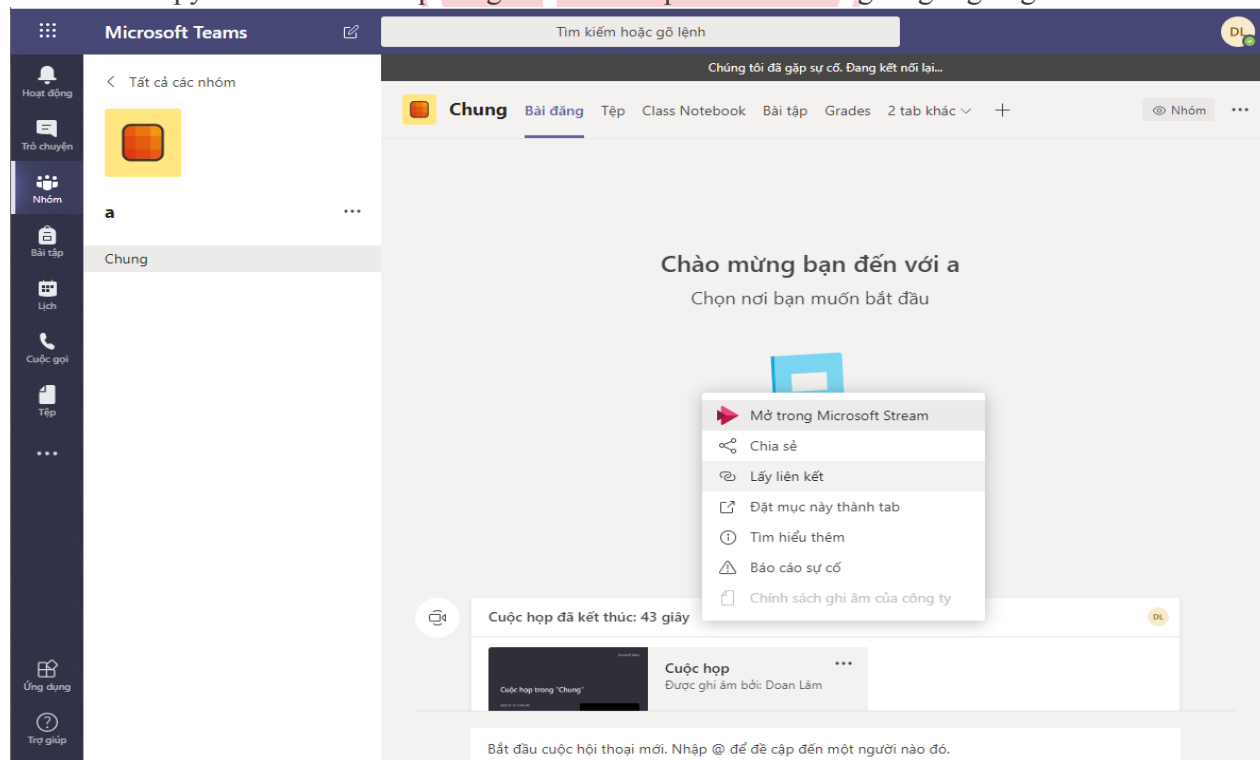 Microsoft Teams
Tìm kiếm hoặc gõ lệnh
DL
Chúng tôi đã gặp sự cố. Đang kết nối lại...
Hoạt động
Trò chuyện
Nhóm
Bài tập
Lịch
Cuộc gọi
Tệp
Ứng dụng
Trợ giúp
Tất cả các nhóm
a
Chung
Chung Bài đăng Tệp Class Notebook Bài tập Grades 2 tab khác
Nhóm
Chào mừng bạn đến với a
Chọn nơi bạn muốn bắt đầu
Mở trong Microsoft Stream
Chia sẻ
Lấy liên kết
Đặt mục này thành tab
Tìm hiểu thêm
Báo cáo sự cố
Chính sách ghi âm của công ty
Cuộc họp đã kết thúc: 43 giây
DL
Microsoft Teams
Cuộc họp trong "Chung"
Cuộc họp
Được ghi âm bởi: Doan Lâm
Bắt đầu cuộc hội thoại mới. Nhập @ để đề cập đến một người nào đó.